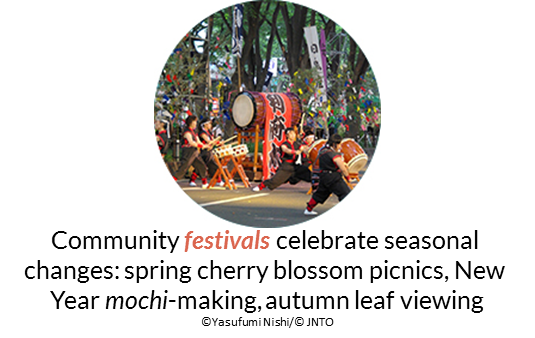 Community festivals celebrate seasonal
changes: spring cherry blossom picnics, New
Year mochi-making, autumn leaf viewing
©Yasufumi Nishi/© JNTO